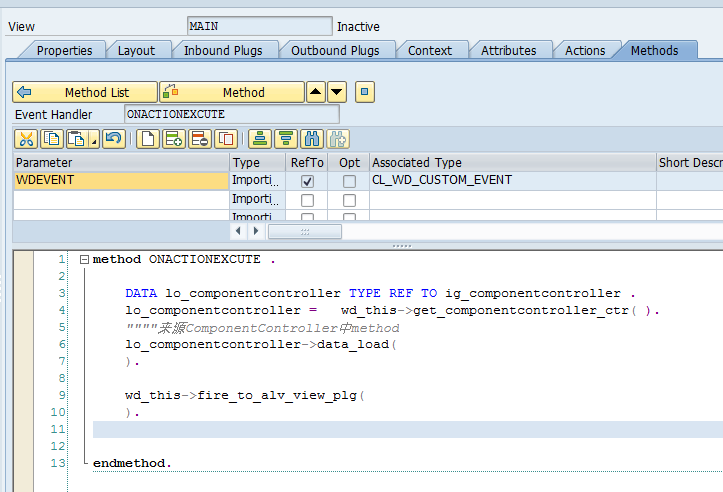 View MAIN Inactive
Properties Layout Inbound Plugs Outbound Plugs Context Attributes Actions Methods
Method List Method
Event Handler ONACTIONEXCUTE
Parameter Type RefTo Opt Associated Type Short Descr
WDEVENT Importi… CL_WD_CUSTOM_EVENT
Importi…
Importi…
1 method ONACTIONEXCUTE .
2
3 DATA lo_componentcontroller TYPE REF TO ig_componentcontroller .
4 lo_componentcontroller = wd_this->get_componentcontroller_ctr( ).
5 """"来源ComponentController中method
6 lo_componentcontroller->data_load(
7 ).
8
9 wd_this->fire_to_alv_view_plg(
10 ).
11
12
13 endmethod.